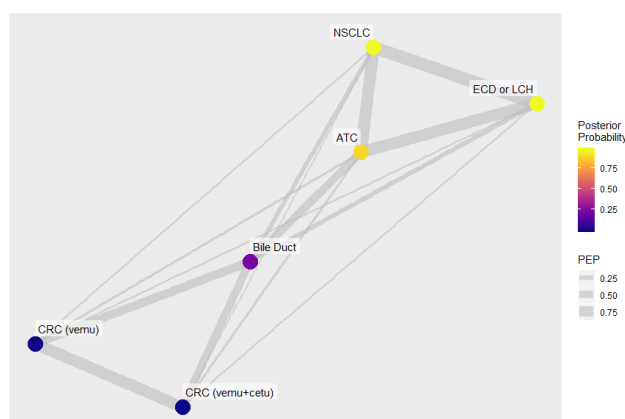 NSCLC
ECD or LCH
ATC
Bile Duct
CRC (vemu)
CRC (vemu+cetu)
Posterior
Probability
0.75
0.50
0.25
PEP
0.25
0.50
0.75